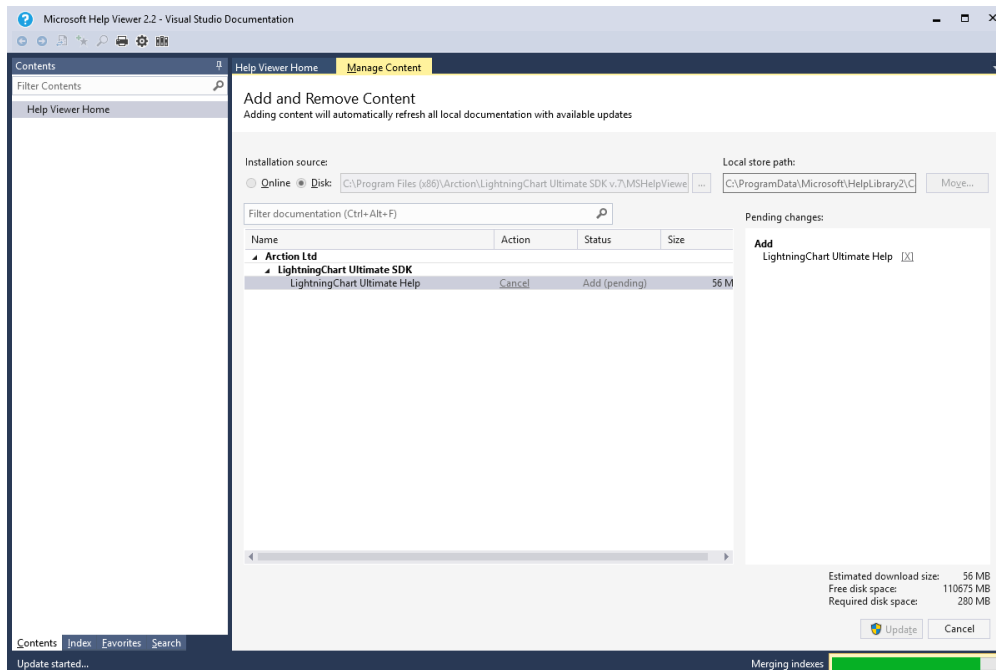 Microsoft Help Viewer 2.2 - Visual Studio Documentation
Contents
Help Viewer Home
Manage Content
Filter Contents
Help Viewer Home
Add and Remove Content
Adding content will automatically refresh all local documentation with available updates
Installation source:
Local store path:
Online
Disk:
C:\Program Files (x86)\Arction\LightningChart Ultimate SDK v.7\MSHelpViewe
...
C:\ProgramData\Microsoft\HelpLibrary2\C
Move...
Filter documentation (Ctrl+Alt+F)
Pending changes:
Name Action Status Size
Arction Ltd
LightningChart Ultimate SDK
LightningChart Ultimate Help Cancel Add (pending) 56 M
Add
LightningChart Ultimate Help [X]
Estimated download size: 56 MB
Free disk space: 110675 MB
Required disk space: 280 MB
Update Cancel
Contents Index Favorites Search
Update started...
Merging indexes